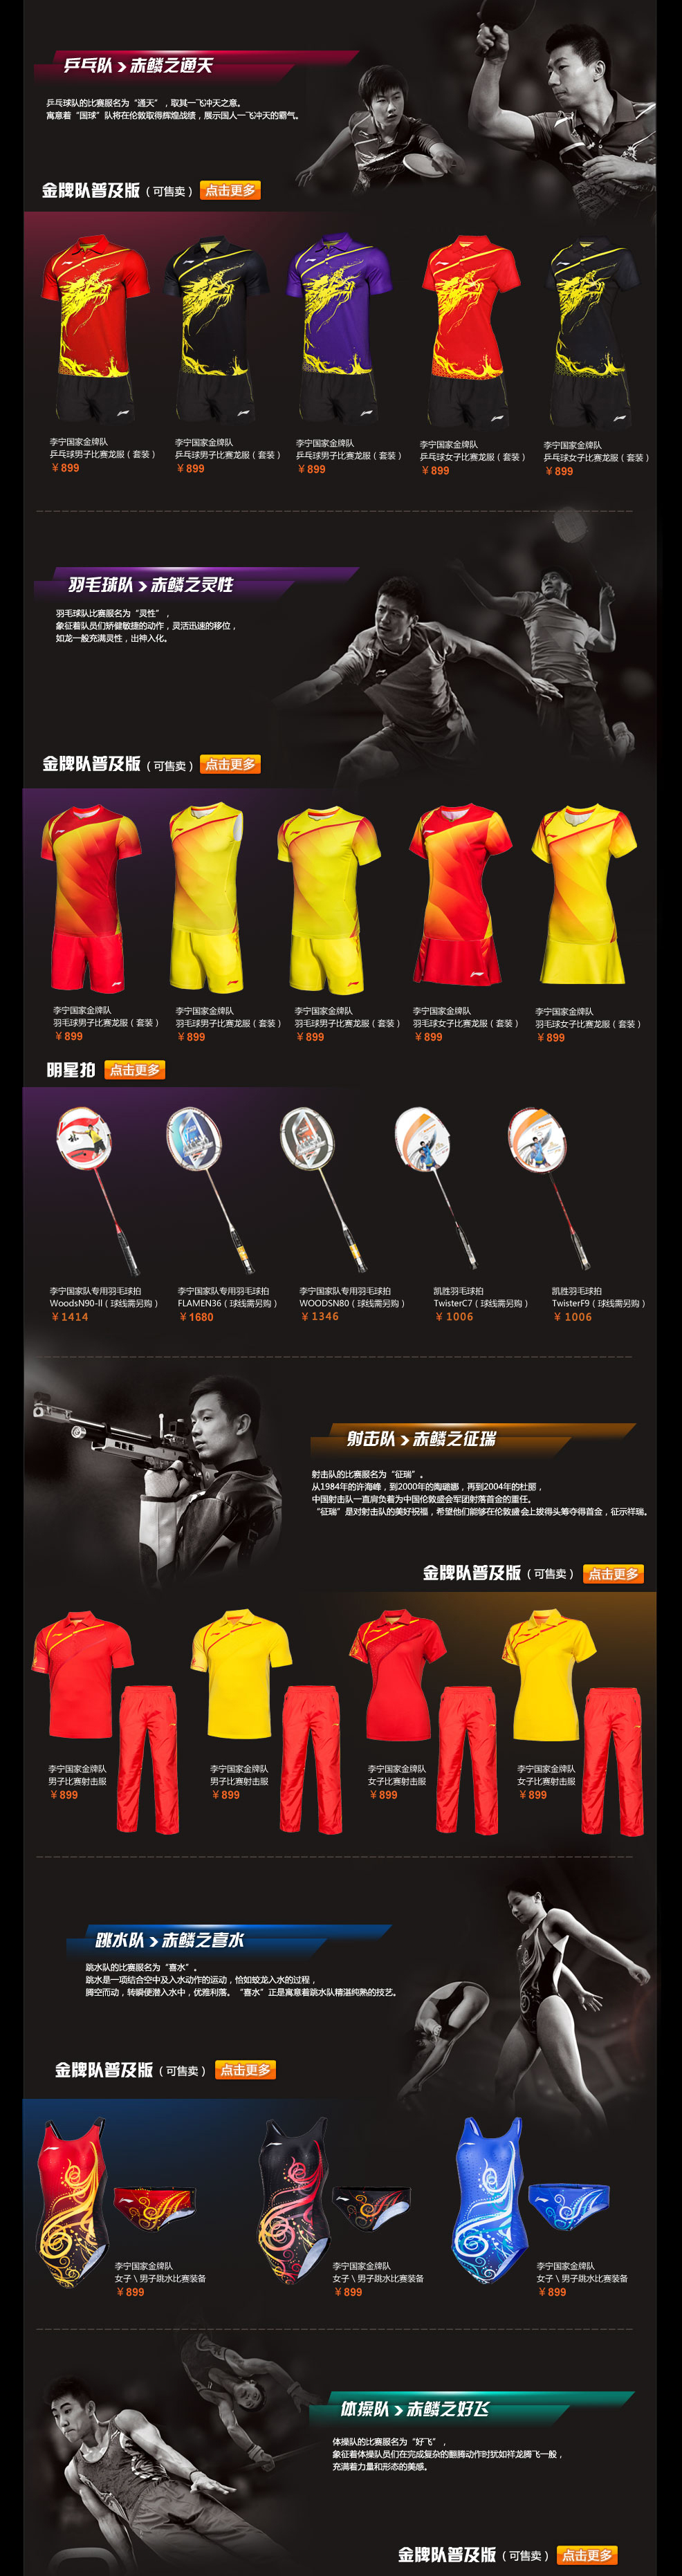 乒乓队 > 赤鳞之通天
乒乓球队的比赛服名为“通天”，取其一飞冲天之意。
寓意着“国球”队将在伦敦取得辉煌战绩，展示国人一飞冲天的霸气。
金牌队普及版（可售卖） 点击更多
李宁国家金牌队
乒乓球男子比赛龙服（套装）
￥899
李宁国家金牌队
乒乓球男子比赛龙服（套装）
￥899
李宁国家金牌队
乒乓球男子比赛龙服（套装）
￥899
李宁国家金牌队
乒乓球女子比赛龙服（套装）
￥899
李宁国家金牌队
乒乓球女子比赛龙服（套装）
￥899
羽毛球队 > 赤鳞之灵性
羽毛球队比赛服名为“灵性”，
象征着队员们矫健敏捷的动作，灵活迅速的移位，
如龙一般充满灵性，出神入化。
金牌队普及版（可售卖） 点击更多
李宁国家金牌队
羽毛球男子比赛龙服（套装）
￥899
李宁国家金牌队
羽毛球男子比赛龙服（套装）
￥899
李宁国家金牌队
羽毛球男子比赛龙服（套装）
￥899
李宁国家金牌队
羽毛球女子比赛龙服（套装）
￥899
李宁国家金牌队
羽毛球女子比赛龙服（套装）
￥899
明星拍 点击更多
李宁国家队专用羽毛球拍
WoodsN90-II（球线需另购）
￥1414
李宁国家队专用羽毛球拍
FLAMEN36（球线需另购）
￥1680
李宁国家队专用羽毛球拍
WOODSN80（球线需另购）
￥1346
凯胜羽毛球拍
TwisterC7（球线需另购）
￥1006
凯胜羽毛球拍
TwisterF9（球线需另购）
￥1006
射击队 > 赤鳞之征瑞
射击队的比赛服名为“征瑞”。
从1984年的许海峰，到2000年的陶璐娜，再到2004年的杜丽，
中国射击队一直肩负着为中国伦敦盛会军团射落首金的重任。
“征瑞”是对射击队的美好祝福，希望他们能够在伦敦盛会上拔得头筹夺得首金，征示祥瑞。
金牌队普及版（可售卖） 点击更多
李宁国家金牌队
男子比赛射击服
￥899
李宁国家金牌队
男子比赛射击服
￥899
李宁国家金牌队
女子比赛射击服
￥899
李宁国家金牌队
女子比赛射击服
￥899
跳水队 > 赤鳞之喜水
跳水队的比赛服名为“喜水”。
跳水是一项结合空中及入水动作的运动，恰如蛟龙入水的过程，
腾空而动，转瞬便潜入水中，优雅利落。“喜水”正是寓意着跳水队精湛纯熟的技艺。
金牌队普及版（可售卖） 点击更多
李宁国家金牌队
女子 \ 男子跳水比赛装备
￥899
李宁国家金牌队
女子 \ 男子跳水比赛装备
￥899
李宁国家金牌队
女子 \ 男子跳水比赛装备
￥899
体操队 > 赤鳞之好飞
体操队的比赛服名为“好飞”，
象征着体操队员们在完成复杂的翻腾动作时犹如祥龙腾飞一般，
充满着力量和形态的美感。
金牌队普及版（可售卖） 点击更多